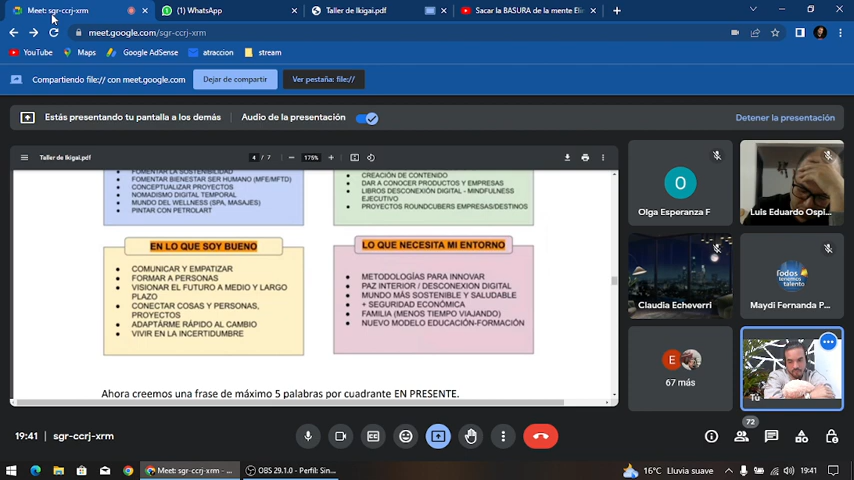 Meet: sgr-ccrj-xrm
(1) WhatsApp
Taller de Ikigai.pdf
Sacar la BASURA de la mente Elin
meet.google.com/sgr-ccrj-xrm
YouTube
Maps
Google AdSense
atraccion
stream
Compartiendo file:// con meet.google.com
Dejar de compartir
Ver pestaña: file://
Estás presentando tu pantalla a los demás
Audio de la presentación
Detener la presentación
Taller de Ikigai.pdf
4 / 7
175%
FOMENTAR LA SOSTENIBILIDAD
FOMENTAR BIENESTAR SER HUMANO (MFE/MFTD)
CONCEPTUALIZAR PROYECTOS
NOMADISMO DIGITAL TEMPORAL
MUNDO DEL WELLNESS (SPA, MASAJES)
PINTAR CON PETROLART
CREACIÓN DE CONTENIDO
DAR A CONOCER PRODUCTOS Y EMPRESAS
LIBROS DESCONEXIÓN DIGITAL - MINDFULNESS
EJECUTIVO
PROYECTOS ROUNDCUBERS EMPRESAS/DESTINOS
EN LO QUE SOY BUENO
COMUNICAR Y EMPATIZAR
FORMAR A PERSONAS
VISIONAR EL FUTURO A MEDIO Y LARGO
PLAZO
CONECTAR COSAS Y PERSONAS,
PROYECTOS
ADAPTÁRME RÁPIDO AL CAMBIO
VIVIR EN LA INCERTIDUMBRE
LO QUE NECESITA MI ENTORNO
METODOLOGÍAS PARA INNOVAR
PAZ INTERIOR / DESCONEXION DIGITAL
MUNDO MÁS SOSTENIBLE Y SALUDABLE
+ SEGURIDAD ECONÓMICA
FAMILIA (MENOS TIEMPO VIAJANDO)
NUEVO MODELO EDUCACIÓN-FORMACIÓN
Ahora creemos una frase de máximo 5 palabras por cuadrante EN PRESENTE.
O
Olga Esperanza F
Luis Eduardo Ospi...
Claudia Echeverri
Todos
tenemos
talento
Maydi Fernanda P...
E
67 más
Tú
19:41
sgr-ccrj-xrm
72
Meet: sgr-ccrj-xrm - ...
OBS 29.1.0 - Perfil: Sin...
16°C Lluvia suave
19:41